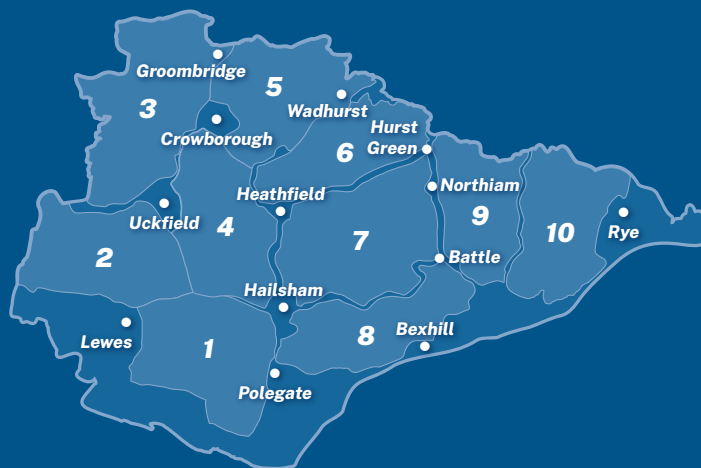 Groombridge
5
3
Wadhurst
Hurst
Green
Crowborough
6
Northiam
Heathfield
Uckfield
4
9
7
10
Rye
2
Battle
Hailsham
Lewes
1
8
Bexhill
Polegate